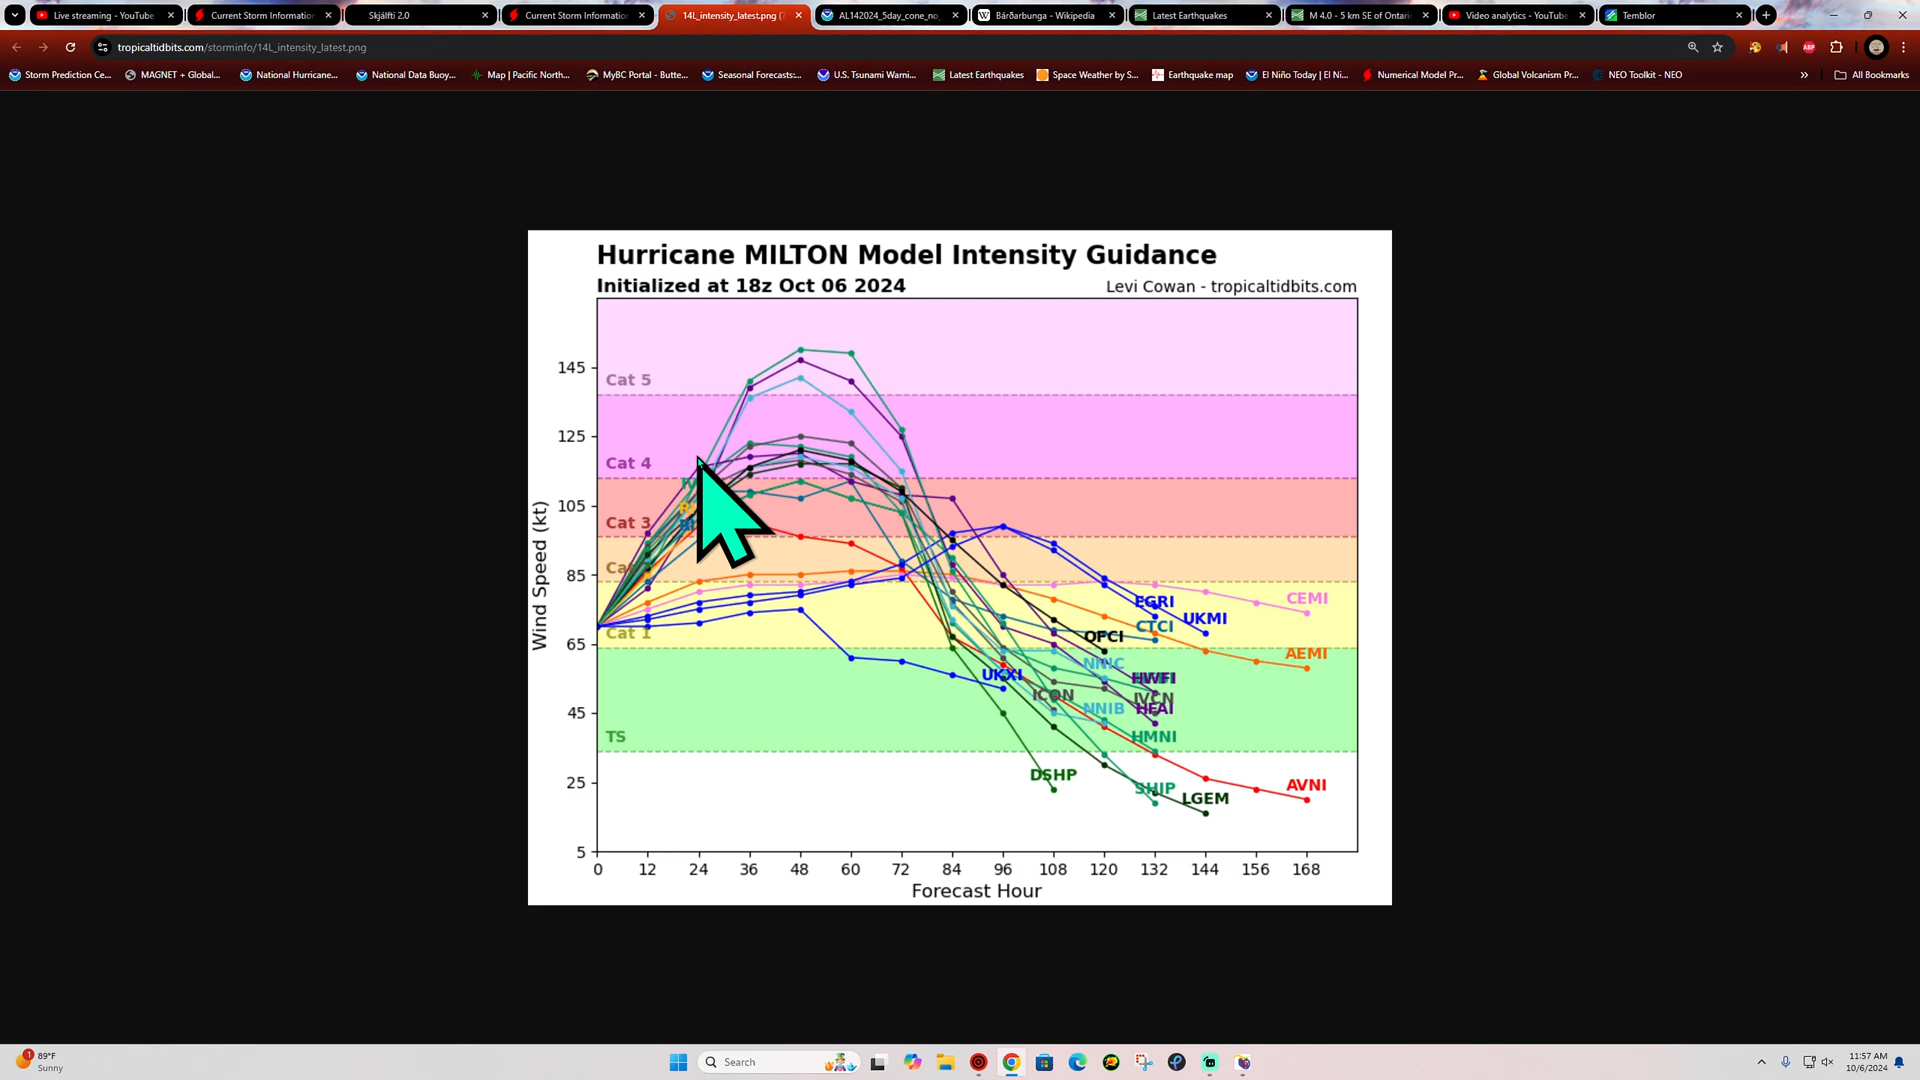 Live streaming - YouTube
Current Storm Informatio
Skjálfti 2.0
Current Storm Informatio
14L_intensity_latest.png (7
AL142024_5day_cone_no_
Bárðarbunga - Wikipedia
Latest Earthquakes
M 4.0 - 5 km SE of Ontari
Video analytics - YouTube
Temblor
tropicaltidbits.com/storminfo/14L_intensity_latest.png
Storm Prediction Ce...
MAGNET + Global...
National Hurricane...
National Data Buoy...
Map | Pacific North...
MyBC Portal - Butte...
Seasonal Forecasts:...
U.S. Tsunami Warni...
Latest Earthquakes
Space Weather by S...
Earthquake map
El Niño Today | El Ni...
Numerical Model Pr...
Global Volcanism Pr...
NEO Toolkit - NEO
All Bookmarks
Hurricane MILTON Model Intensity Guidance
Initialized at 18z Oct 06 2024
Levi Cowan - tropicaltidbits.com
145
125
105
85
65
45
25
5
Wind Speed (kt)
Cat 5
Cat 4
Cat 3
Cat 1
TS
EGRI
UKMI
CEMI
CTCI
OFCI
AEMI
NNIC
UKXI
HWFI
ICON
IVCN
NNIB
HFAI
HMNI
DSHP
SHIP
LGEM
AVNI
0 12 24 36 48 60 72 84 96 108 120 132 144 156 168
Forecast Hour
89°F
Sunny
Search
11:57 AM
10/6/2024